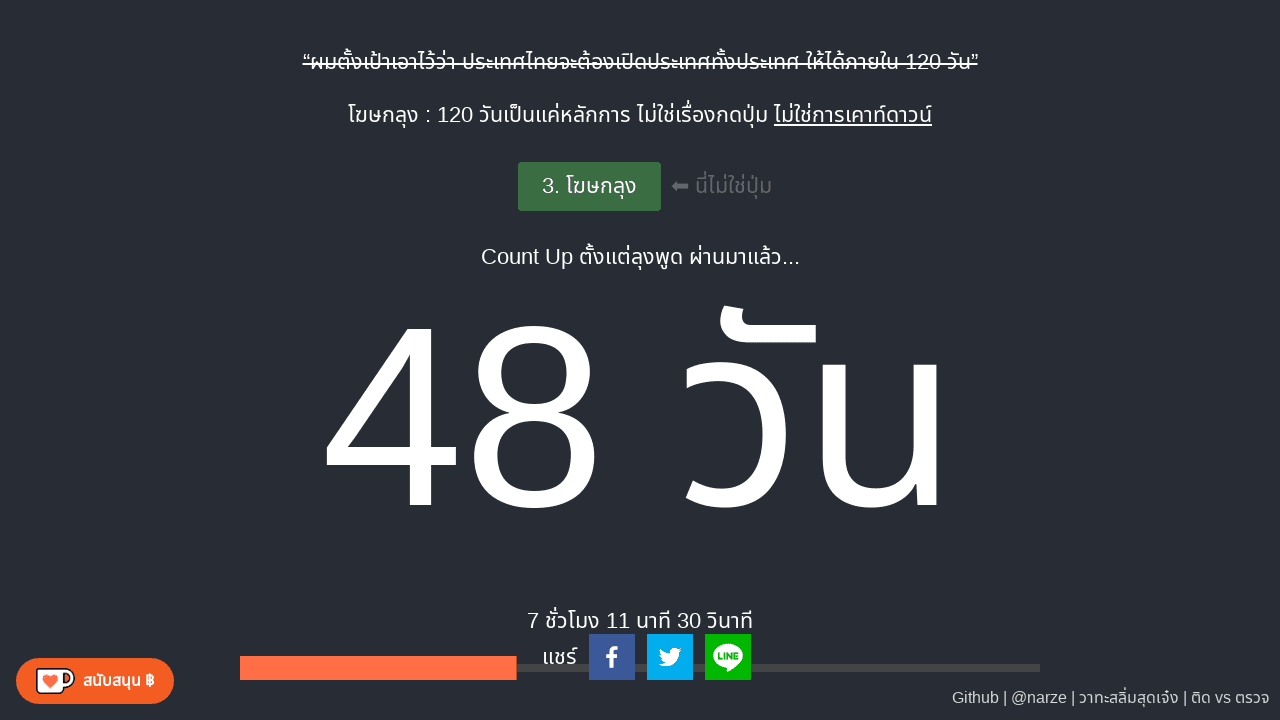 “ผมตั้งเป้าเอาไว้ว่า ประเทศไทยจะต้องเปิดประเทศทั้งประเทศ ให้ได้ภายใน 120 วัน”
โฆษกลุง : 120 วันเป็นแค่หลักการ ไม่ใช่เรื่องกดปุ่ม ไม่ใช่การเคาท์ดาวน์
3. โฆษกลุง ⬅ นี่ไม่ใช่ปุ่ม
Count Up ตั้งแต่ลุงพูด ผ่านมาแล้ว...
48 วัน
7 ชั่วโมง 11 นาที 30 วินาที
แชร์ LINE
สนับสนุน ฿
Github | @narze | วาทะสลิ่มสุดเจ๋ง | ติด vs ตรวจ